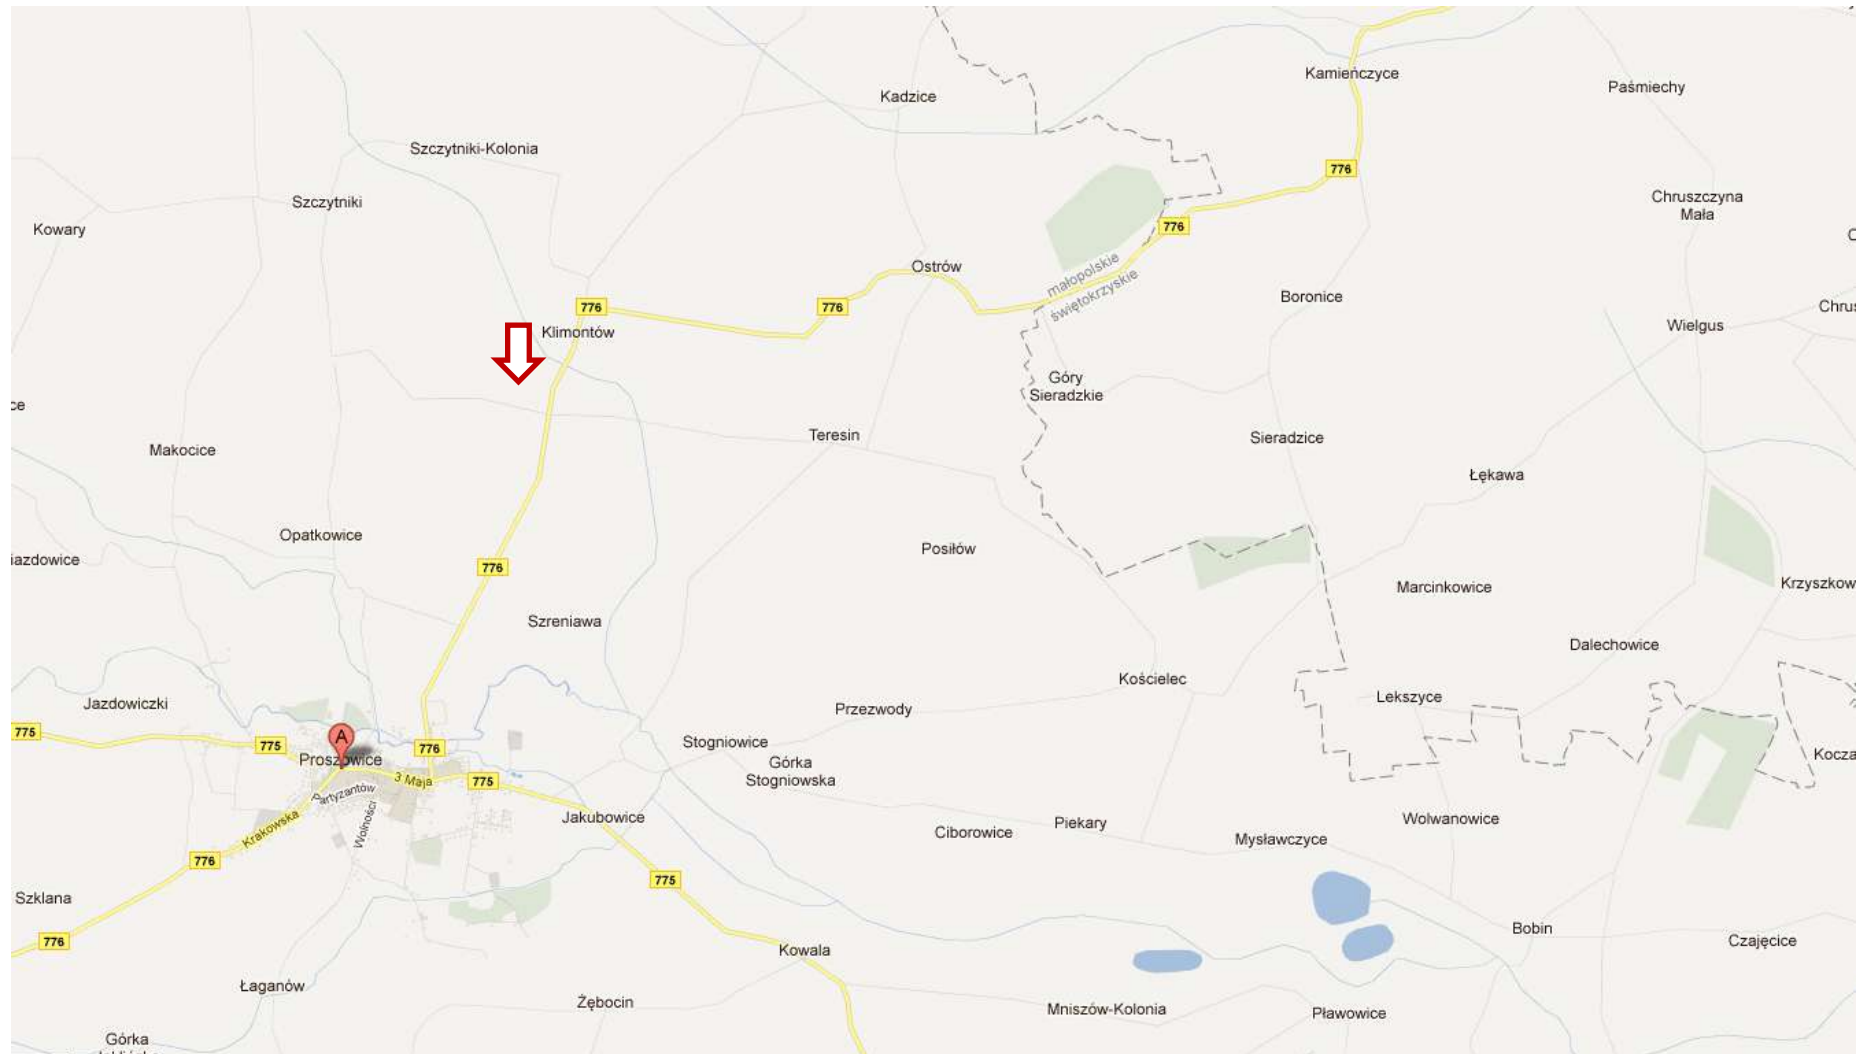 Kamieńczyce
Paśmiechy
Kadzice
Szczytniki-Kolonia
776
Szczytniki
Chruszczyna
Mała
Kowary
776
Ostrów
małopolskie
świętokrzyskie
Boronice
776
776
Chrus
Wielgus
Klimontów
Góry
Sieradzkie
Teresin
Sieradzice
Makocice
Łękawa
Opatkowice
Posiłów
iazdowice
776
Marcinkowice
Krzyszkow
Szreniawa
Dalechowice
Kościelec
Jazdowiczki
Lekszyce
Przezwody
775
A
775
776
Stogniowice
Proszowice
Górka
Stogniowska
Kocza
3 Maja
775
Partyzantów
Wolności
Krakowska
Jakubowice
Ciborowice
Piekary
Mysławczyce
Wolwanowice
776
775
Szklana
776
Bobin
Czajęcice
Kowala
Łaganów
Żębocin
Mniszów-Kolonia
Pławowice
Górka